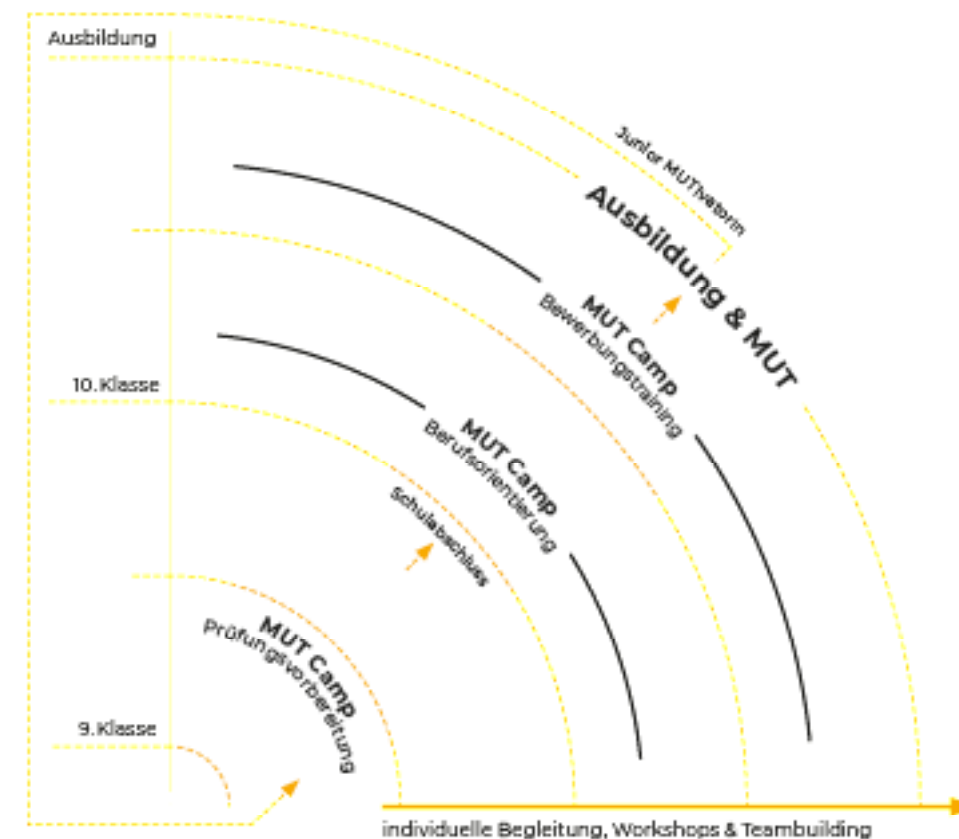 Ausbildung
Junior MUTivatorin
Ausbildung & MUT
MUT Camp
Bewerbungstraining
10.Klasse
MUT Camp
Berufsorientierung
Schulabschluss
MUT Camp
Prüfungsvorbereitung
9.Klasse
individuelle Begleitung, Workshops & Teambuilding